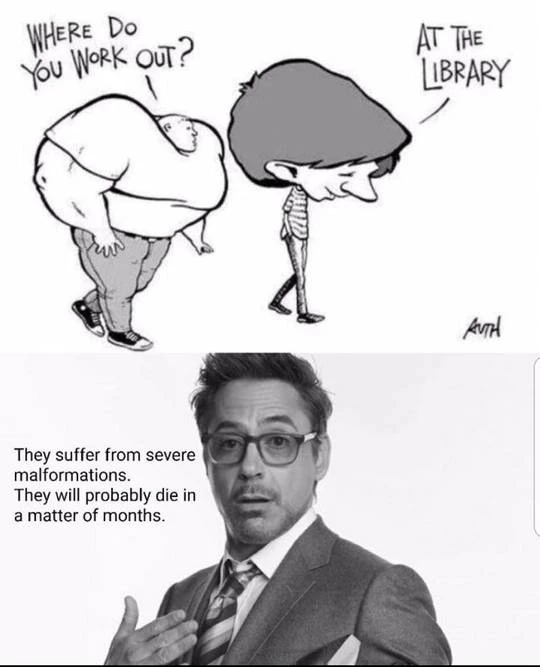 WHERE DO
YOU WORK OUT?
AT THE
LIBRARY
AUTH
They suffer from severe
malformations.
They will probably die in
a matter of months.